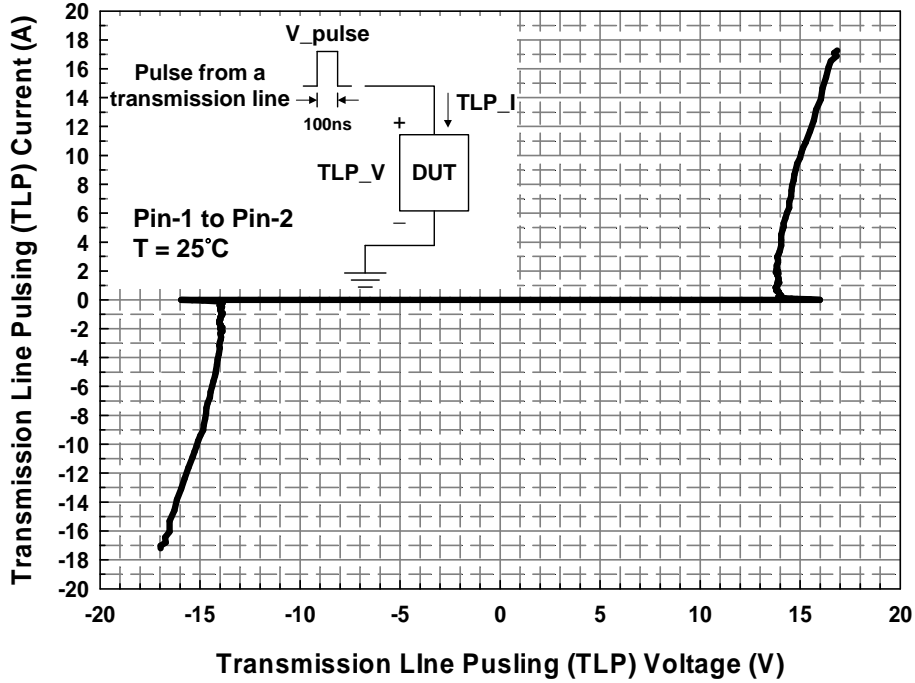 Transmission Line Pulsing (TLP) Current (A)
20
18
16
14
12
10
8
6
4
2
0
-2
-4
-6
-8
-10
-12
-14
-16
-18
-20
V_pulse
Pulse from a
transmission line
100ns
TLP_I
+
TLP_V
DUT
–
Pin-1 to Pin-2
T = 25°C
-20 -15 -10 -5 0 5 10 15 20
Transmission LIne Pusling (TLP) Voltage (V)